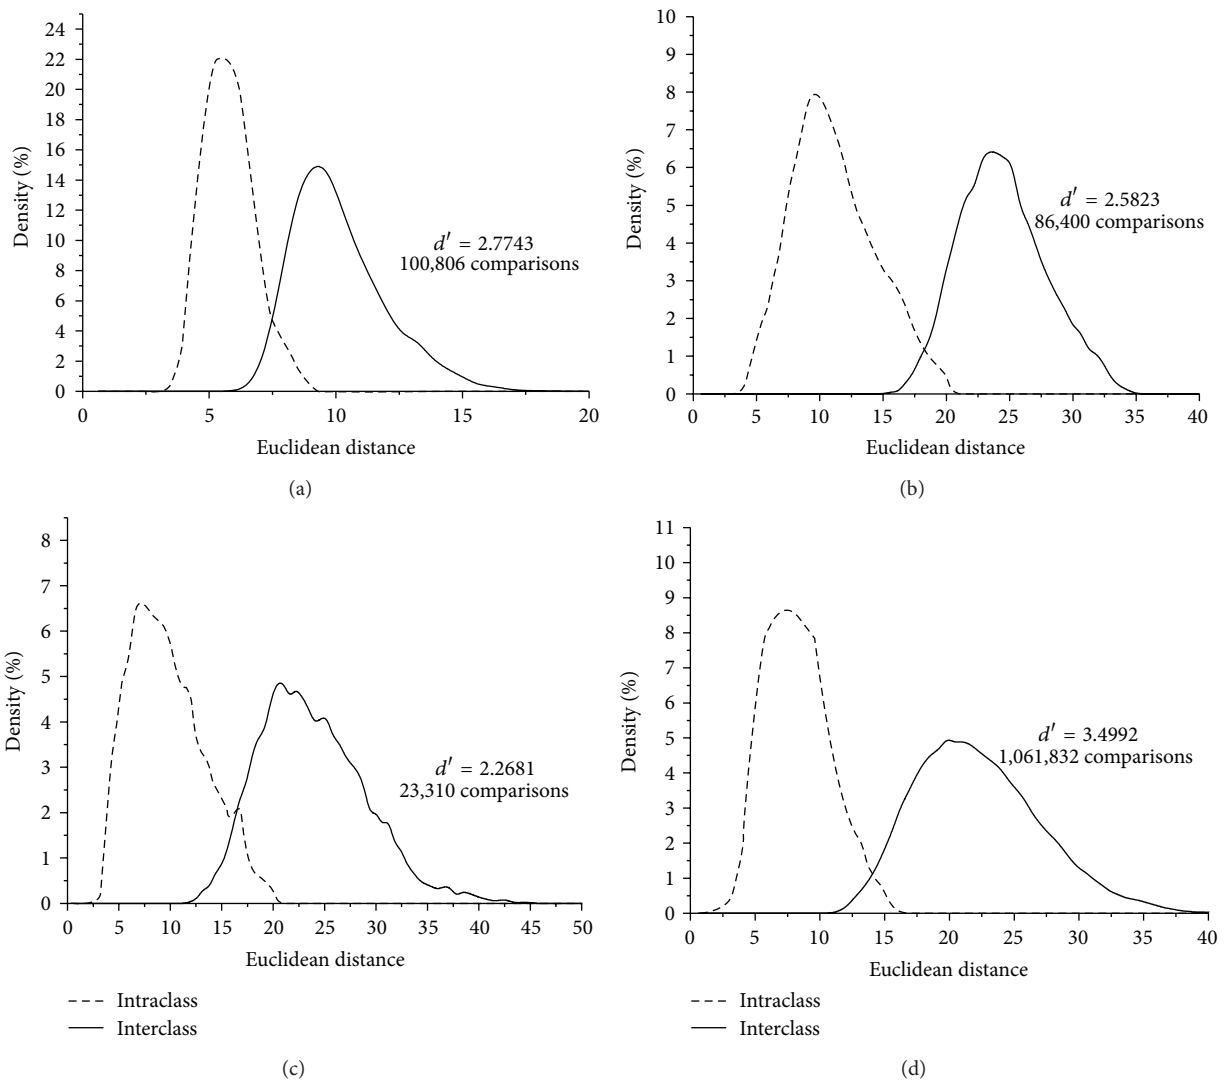 24
22
20
18
16
14
12
10
8
6
4
2
0
Density (%)
d′ = 2.7743
100,806 comparisons
0 5 10 15 20
Euclidean distance
(a)
10
9
8
7
6
5
4
3
2
1
0
Density (%)
d′ = 2.5823
86,400 comparisons
0 5 10 15 20 25 30 35 40
Euclidean distance
(b)
8
7
6
5
4
3
2
1
0
Density (%)
d′ = 2.2681
23,310 comparisons
0 5 10 15 20 25 30 35 40 45 50
Euclidean distance
Intraclass
Interclass
(c)
11
10
9
8
7
6
5
4
3
2
1
0
Density (%)
d′ = 3.4992
1,061,832 comparisons
0 5 10 15 20 25 30 35 40
Euclidean distance
Intraclass
Interclass
(d)